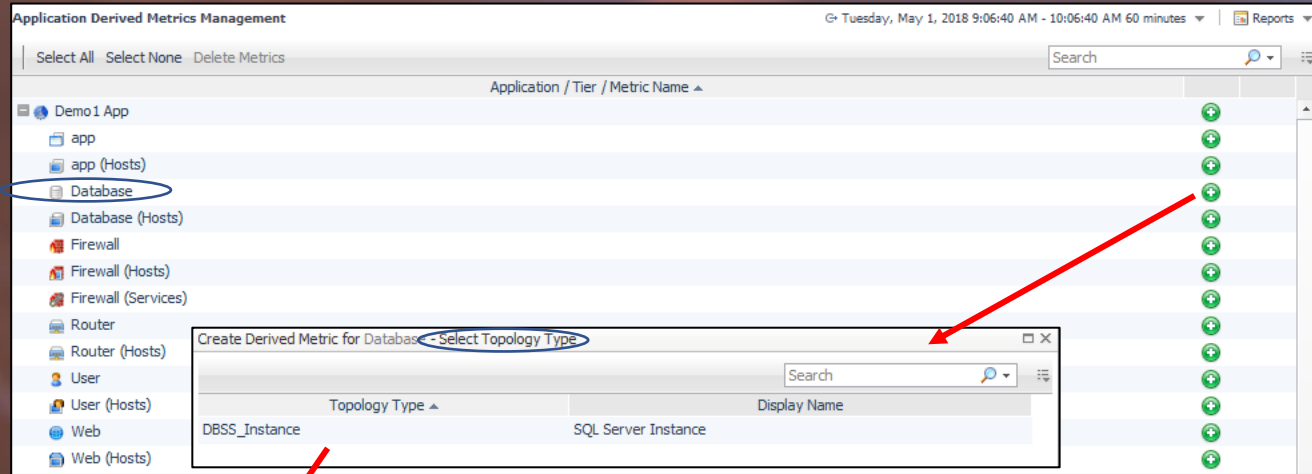 Application Derived Metrics Management
Tuesday, May 1, 2018 9:06:40 AM - 10:06:40 AM 60 minutes
Reports
Select All Select None Delete Metrics
Search
Application / Tier / Metric Name
Demo1 App
app
app (Hosts)
Database
Database (Hosts)
Firewall
Firewall (Hosts)
Firewall (Services)
Router
Router (Hosts)
User
User (Hosts)
Web
Web (Hosts)
Create Derived Metric for Database - Select Topology Type
Search
Topology Type Display Name
DBSS_Instance SQL Server Instance